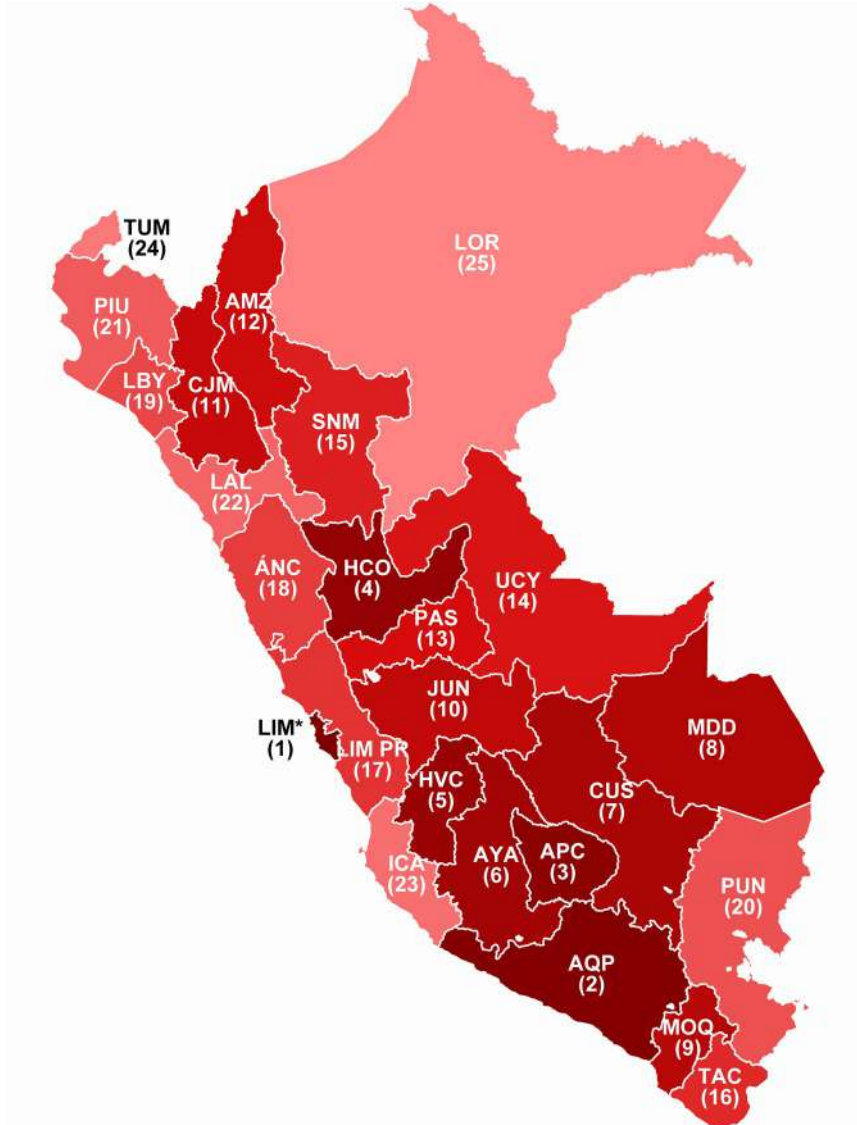 TUM
(24)
LOR
(25)
PIU
(21)
AMZ
(12)
LBY
(19)
CJM
(11)
SNM
(15)
LAL
(22)
ÁNC
(18)
HCO
(4)
UCY
(14)
PAS
(13)
JUN
(10)
LIM*
(1)
LIM PR
(17)
MDD
(8)
HVC
(5)
CUS
(7)
ICA
(23)
AYA
(6)
APC
(3)
PUN
(20)
AQP
(2)
MOQ
(9)
TAC
(16)